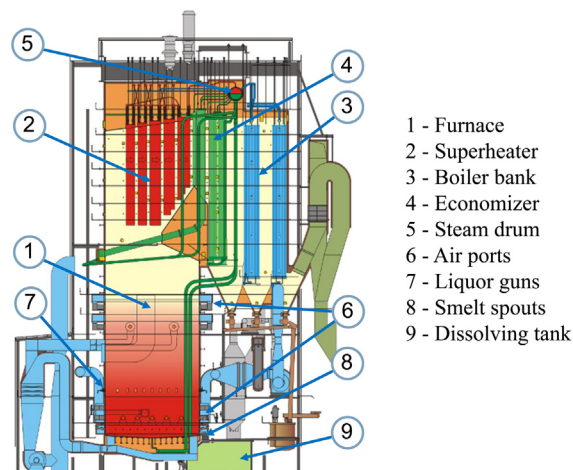 5
4
2
3
1
7
6
8
9
1 - Furnace
2 - Superheater
3 - Boiler bank
4 - Economizer
5 - Steam drum
6 - Air ports
7 - Liquor guns
8 - Smelt spouts
9 - Dissolving tank